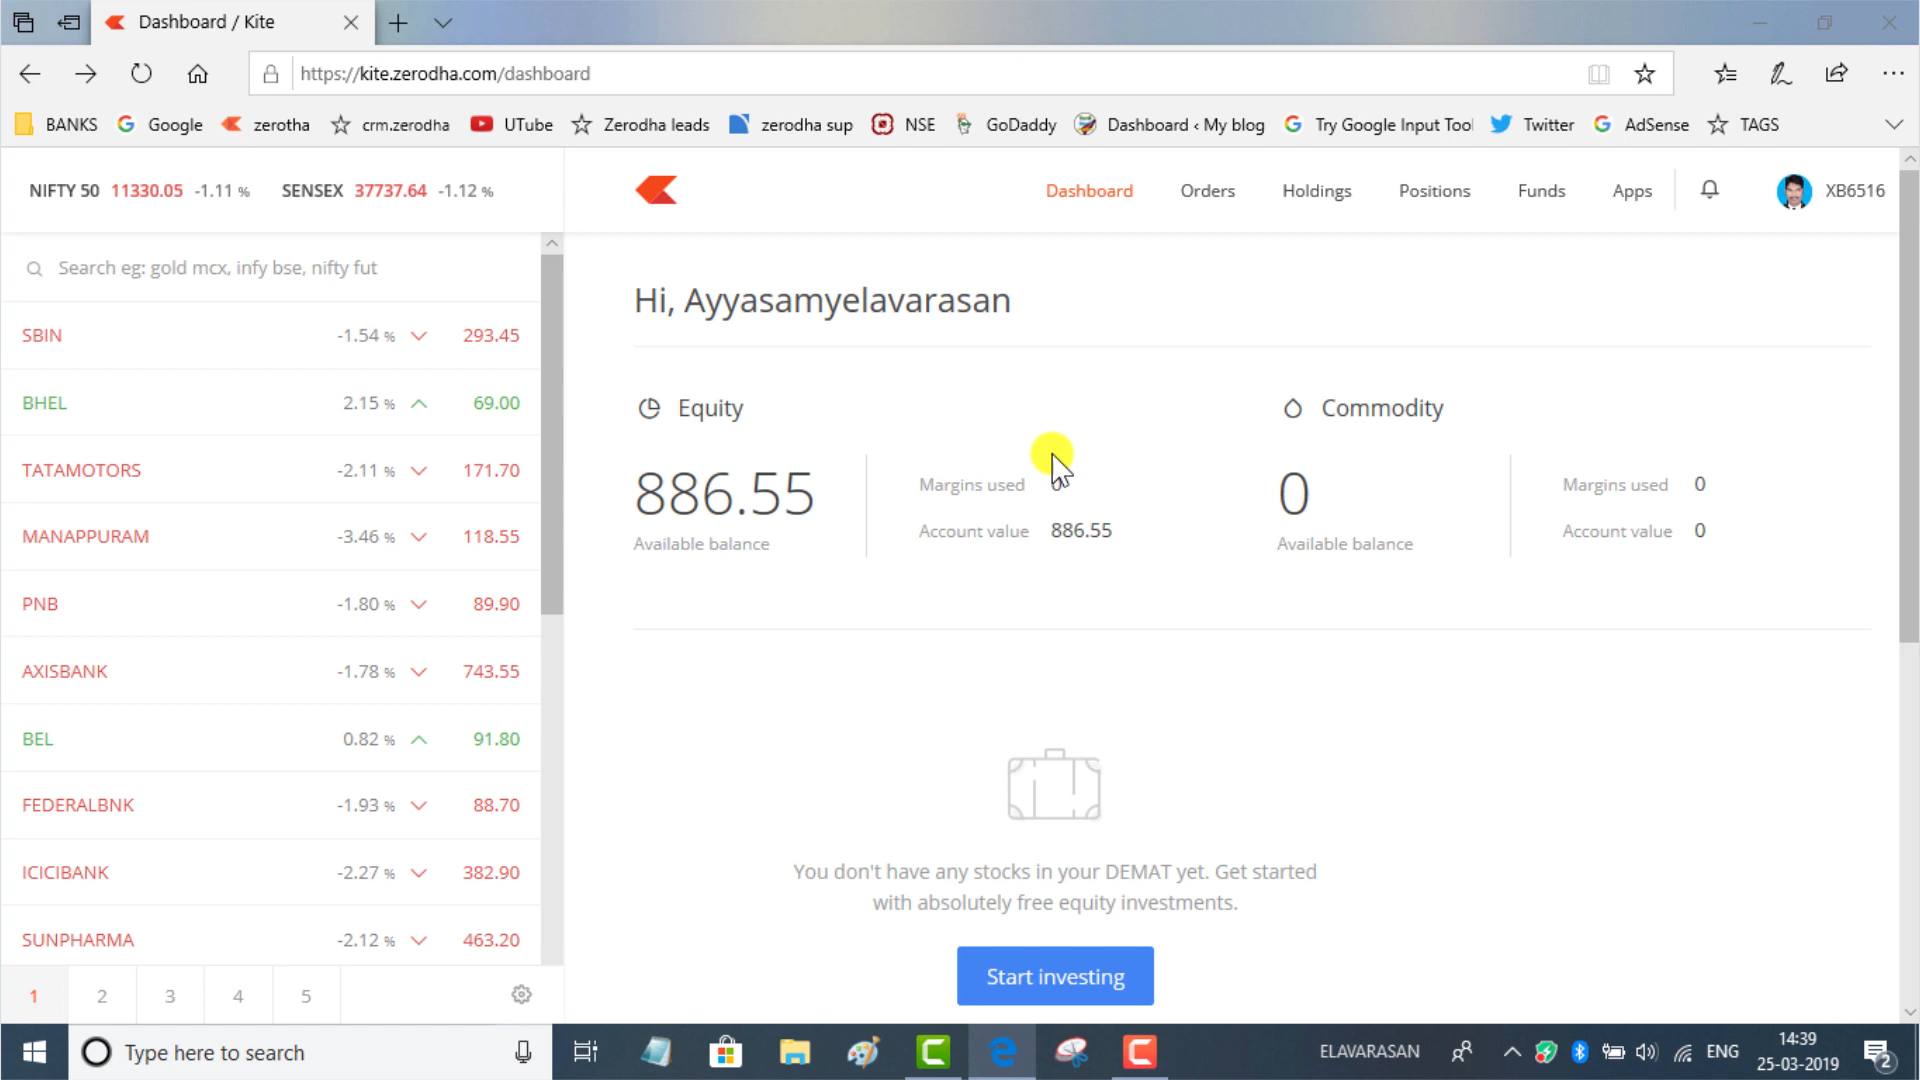 Dashboard / Kite
https://kite.zerodha.com/dashboard
BANKS Google zerotha crm.zerodha UTube Zerodha leads zerodha sup NSE GoDaddy Dashboard ‹ My blog Try Google Input Tool Twitter AdSense TAGS
NIFTY 50 11330.05 -1.11 % SENSEX 37737.64 -1.12 %
Dashboard Orders Holdings Positions Funds Apps XB6516
Search eg: gold mcx, infy bse, nifty fut
SBIN -1.54 % 293.45
BHEL 2.15 % 69.00
TATAMOTORS -2.11 % 171.70
MANAPPURAM -3.46 % 118.55
PNB -1.80 % 89.90
AXISBANK -1.78 % 743.55
BEL 0.82 % 91.80
FEDERALBNK -1.93 % 88.70
ICICIBANK -2.27 % 382.90
SUNPHARMA -2.12 % 463.20
1 2 3 4 5
Hi, Ayyasamyelavarasan
Equity
886.55
Available balance
Margins used 0
Account value 886.55
Commodity
0
Available balance
Margins used 0
Account value 0
You don't have any stocks in your DEMAT yet. Get started
with absolutely free equity investments.
Start investing
Type here to search
ELAVARASAN
ENG
14:39
25-03-2019
2